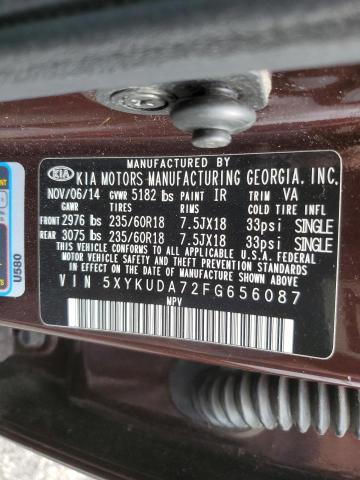 MANUFACTURED BY
KIA KIA MOTORS MANUFACTURING GEORGIA, INC.
NOV/06/14 GVWR 5182 lbs PAINT IR TRIM VA
GAWR TIRES RIMS COLD TIRE INFL
FRONT 2976 lbs 235/60R18 7.5JX18 33psi SINGLE
REAR 3075 lbs 235/60R18 7.5JX18 33psi SINGLE
THIS VEHICLE CONFORMS TO ALL APPLICABLE U.S.A. FEDERAL
MOTOR VEHICLE SAFETY AND
STANDARDS IN EFFECT ON THE DATE OF MANUFACTURE
SHOWN ABOVE
VIN 5XYKUDA72FG656087
MPV
U580